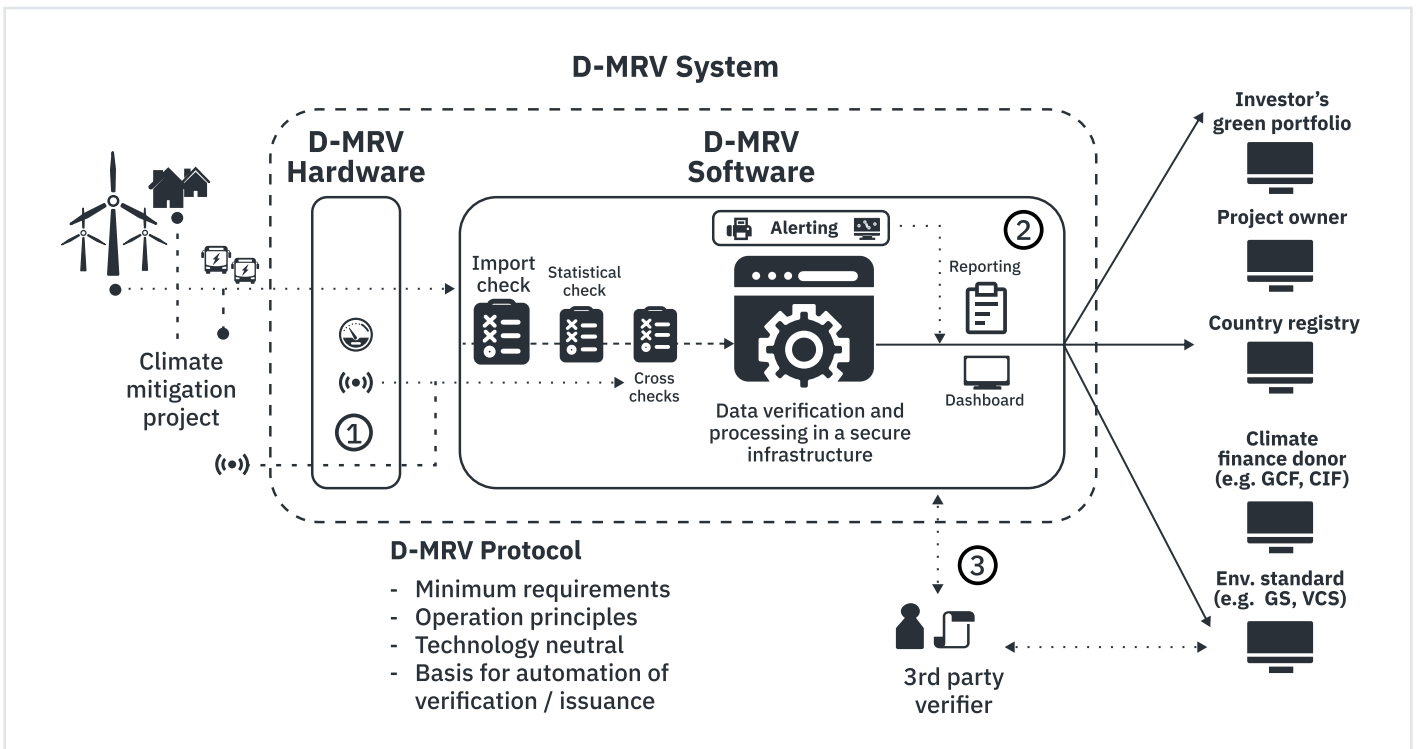 D-MRV System
D-MRV
Hardware
D-MRV
Software
Climate
mitigation
project
1
Import
check
Statistical
check
Cross
checks
Alerting
Data verification and
processing in a secure
infrastructure
2
Reporting
Dashboard
Investor’s
green portfolio
Project owner
Country registry
Climate
finance donor
(e.g. GCF, CIF)
Env. standard
(e.g. GS, VCS)
D-MRV Protocol
- Minimum requirements
- Operation principles
- Technology neutral
- Basis for automation of
verification / issuance
3
3rd party
verifier